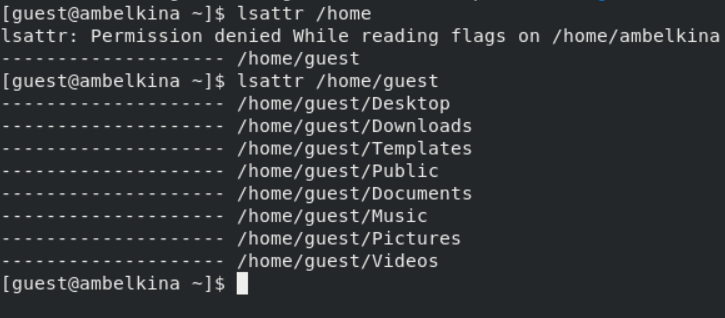 [guest@ambelkina ~]$ lsattr /home
lsattr: Permission denied While reading flags on /home/ambelkina
-------------------- /home/guest
[guest@ambelkina ~]$ lsattr /home/guest
-------------------- /home/guest/Desktop
-------------------- /home/guest/Downloads
-------------------- /home/guest/Templates
-------------------- /home/guest/Public
-------------------- /home/guest/Documents
-------------------- /home/guest/Music
-------------------- /home/guest/Pictures
-------------------- /home/guest/Videos
[guest@ambelkina ~]$